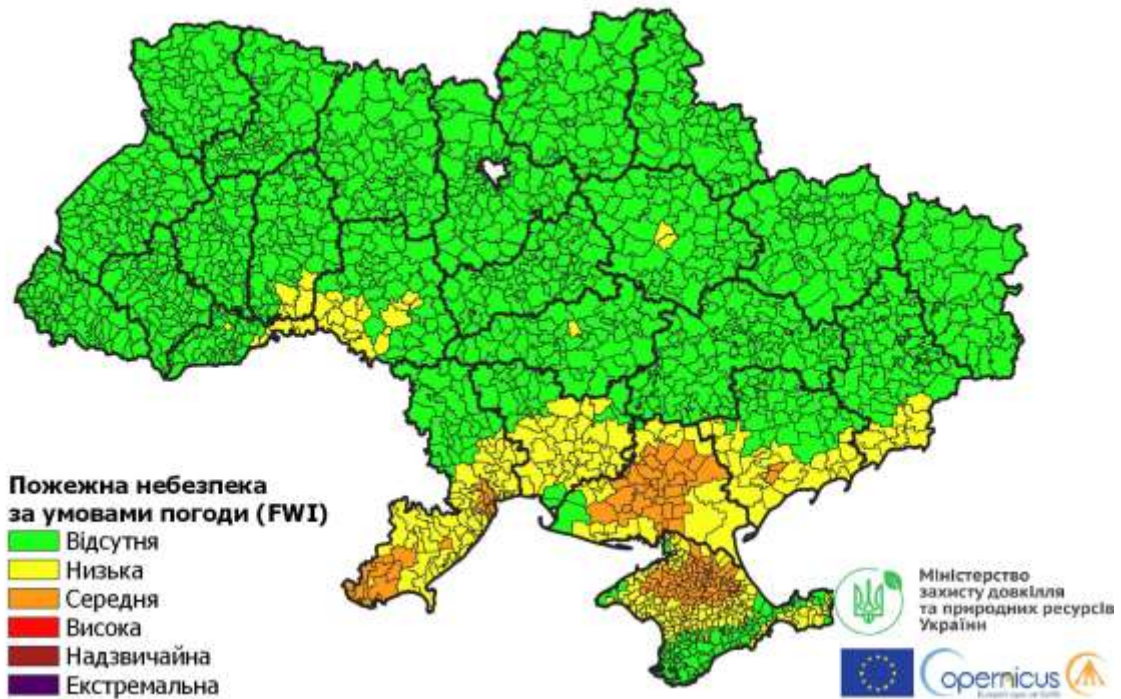 Пожежна небезпека
за умовами погоди (FWI)
Відсутня
Низька
Середня
Висока
Надзвичайна
Екстремальна
Міністерство
захисту довкілля
та природних ресурсів
України
opernicus